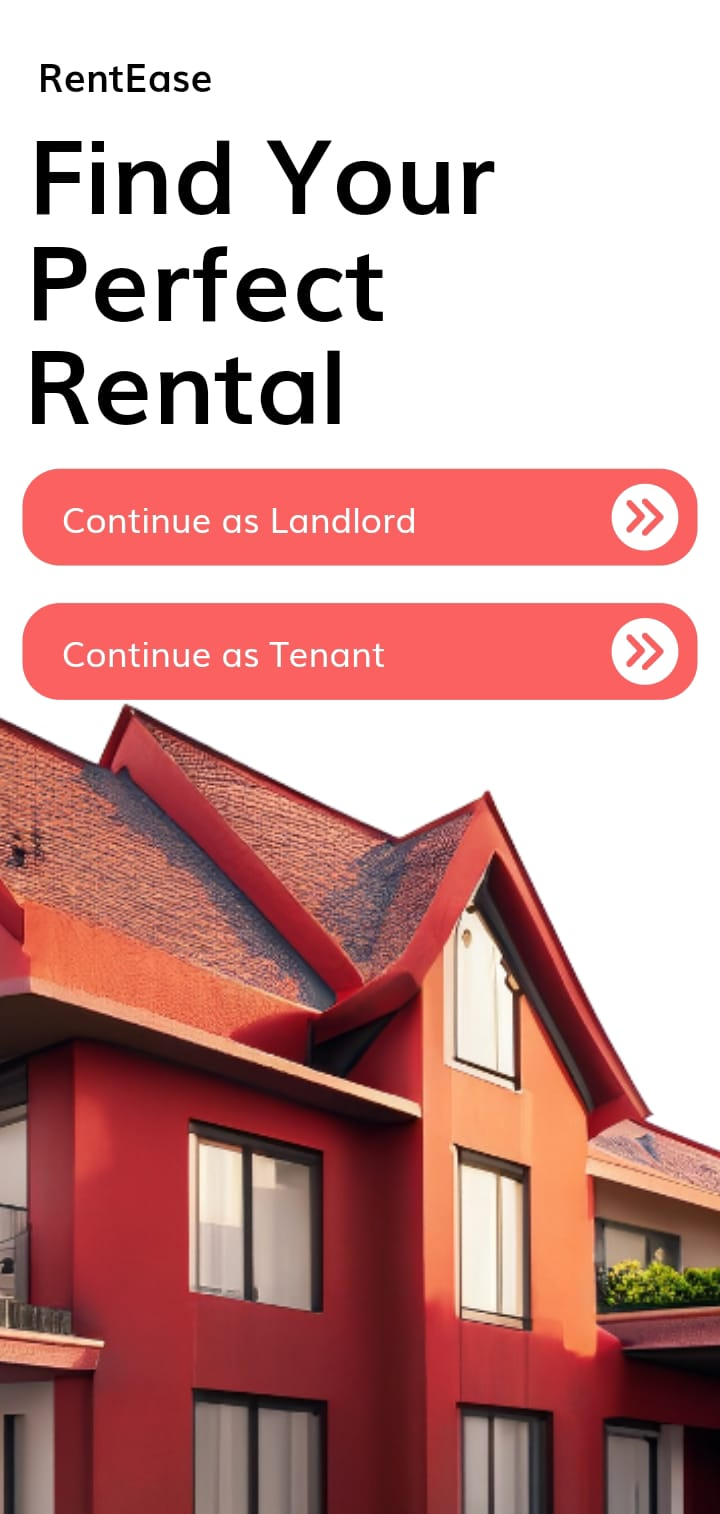 RentEase
Find Your
Perfect
Rental
Continue as Landlord
Continue as Tenant